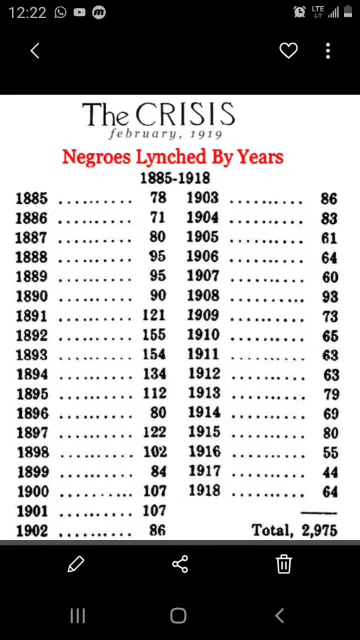 12:22
LTE
The CRISIS
february, 1919
Negroes Lynched By Years
1885-1918
1885 ........... 78 1903 ........... 86
1886 ........... 71 1904 ........... 83
1887 ........... 80 1905 ........... 61
1888 ........... 95 1906 ........... 64
1889 ........... 95 1907 ........... 60
1890 ........... 90 1908 ........... 93
1891 ........... 121 1909 ........... 73
1892 ........... 155 1910 ........... 65
1893 ........... 154 1911 ........... 63
1894 ........... 134 1912 ........... 63
1895 ........... 112 1913 ........... 79
1896 ........... 80 1914 ........... 69
1897 ........... 122 1915 ........... 80
1898 ........... 102 1916 ........... 55
1899 ........... 84 1917 ........... 44
1900 ........... 107 1918 ........... 64
1901 ........... 107
1902 ........... 86 Total, 2,975